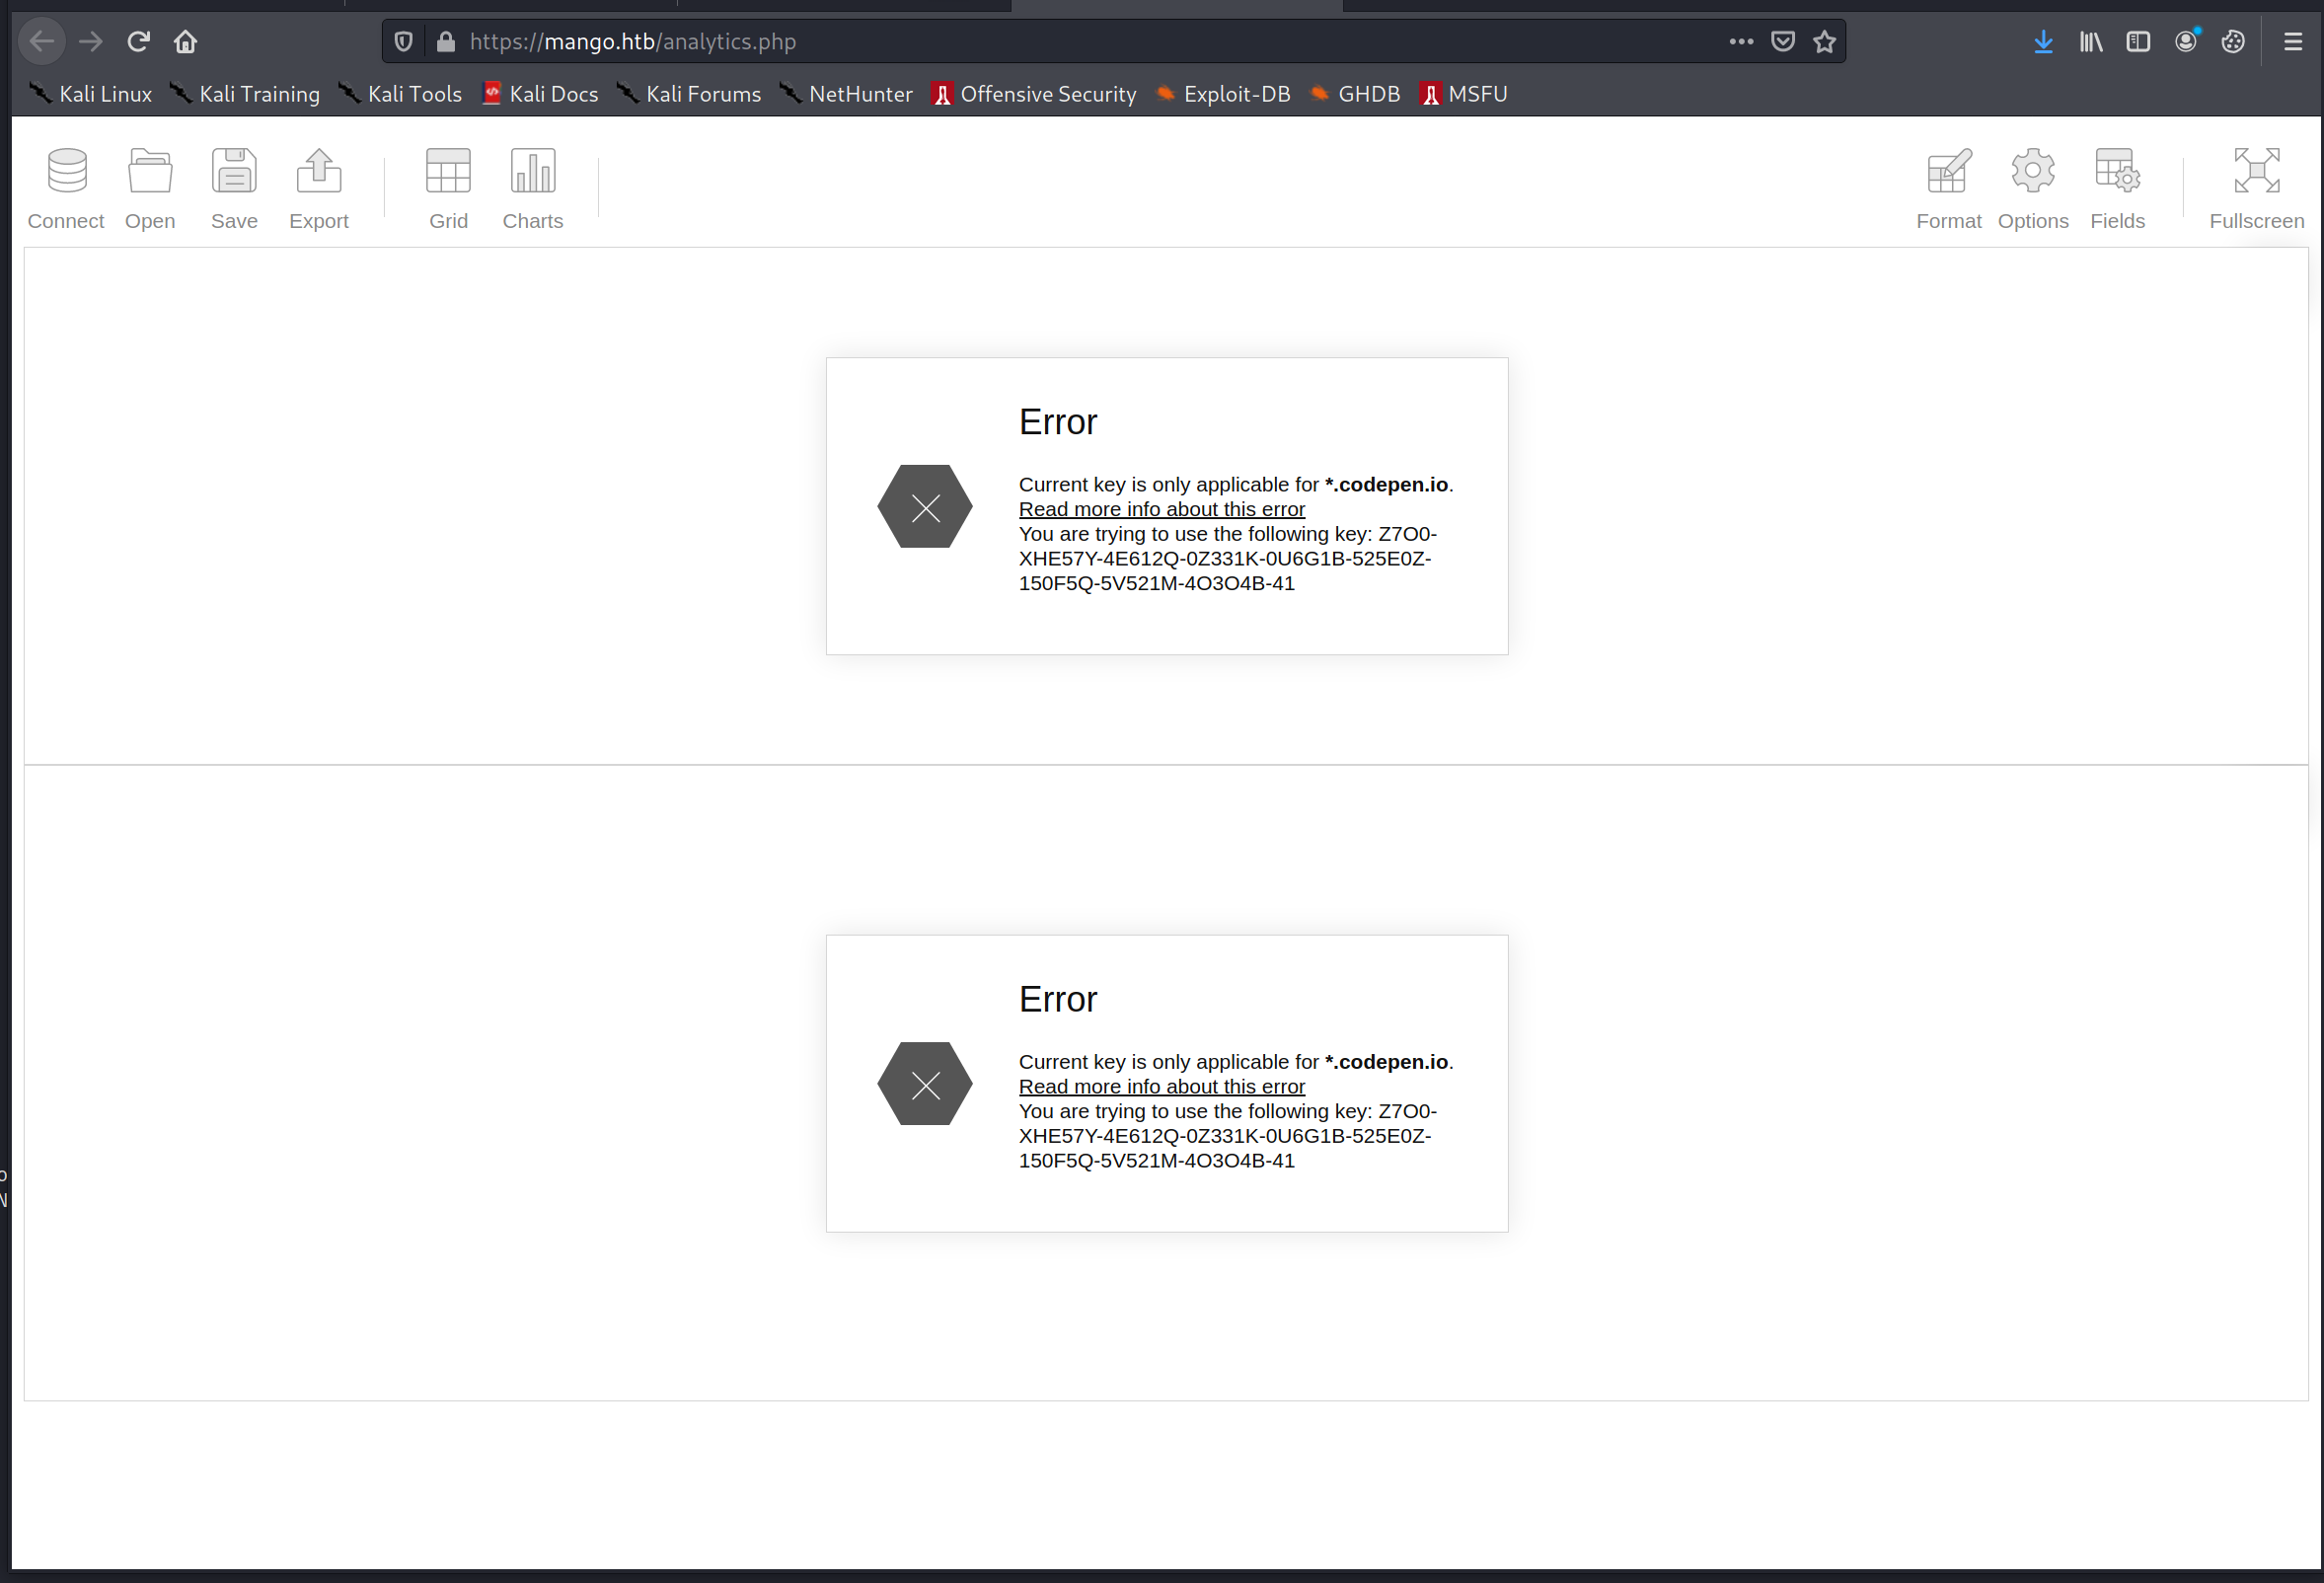 https://mango.htb/analytics.php
Kali Linux Kali Training Kali Tools Kali Docs Kali Forums NetHunter Offensive Security Exploit-DB GHDB MSFU
Connect Open Save Export Grid Charts Format Options Fields Fullscreen
Error
Current key is only applicable for *.codepen.io.
Read more info about this error
You are trying to use the following key: Z7O0-
XHE57Y-4E612Q-0Z331K-0U6G1B-525E0Z-
150F5Q-5V521M-4O3O4B-41
Error
Current key is only applicable for *.codepen.io.
Read more info about this error
You are trying to use the following key: Z7O0-
XHE57Y-4E612Q-0Z331K-0U6G1B-525E0Z-
150F5Q-5V521M-4O3O4B-41